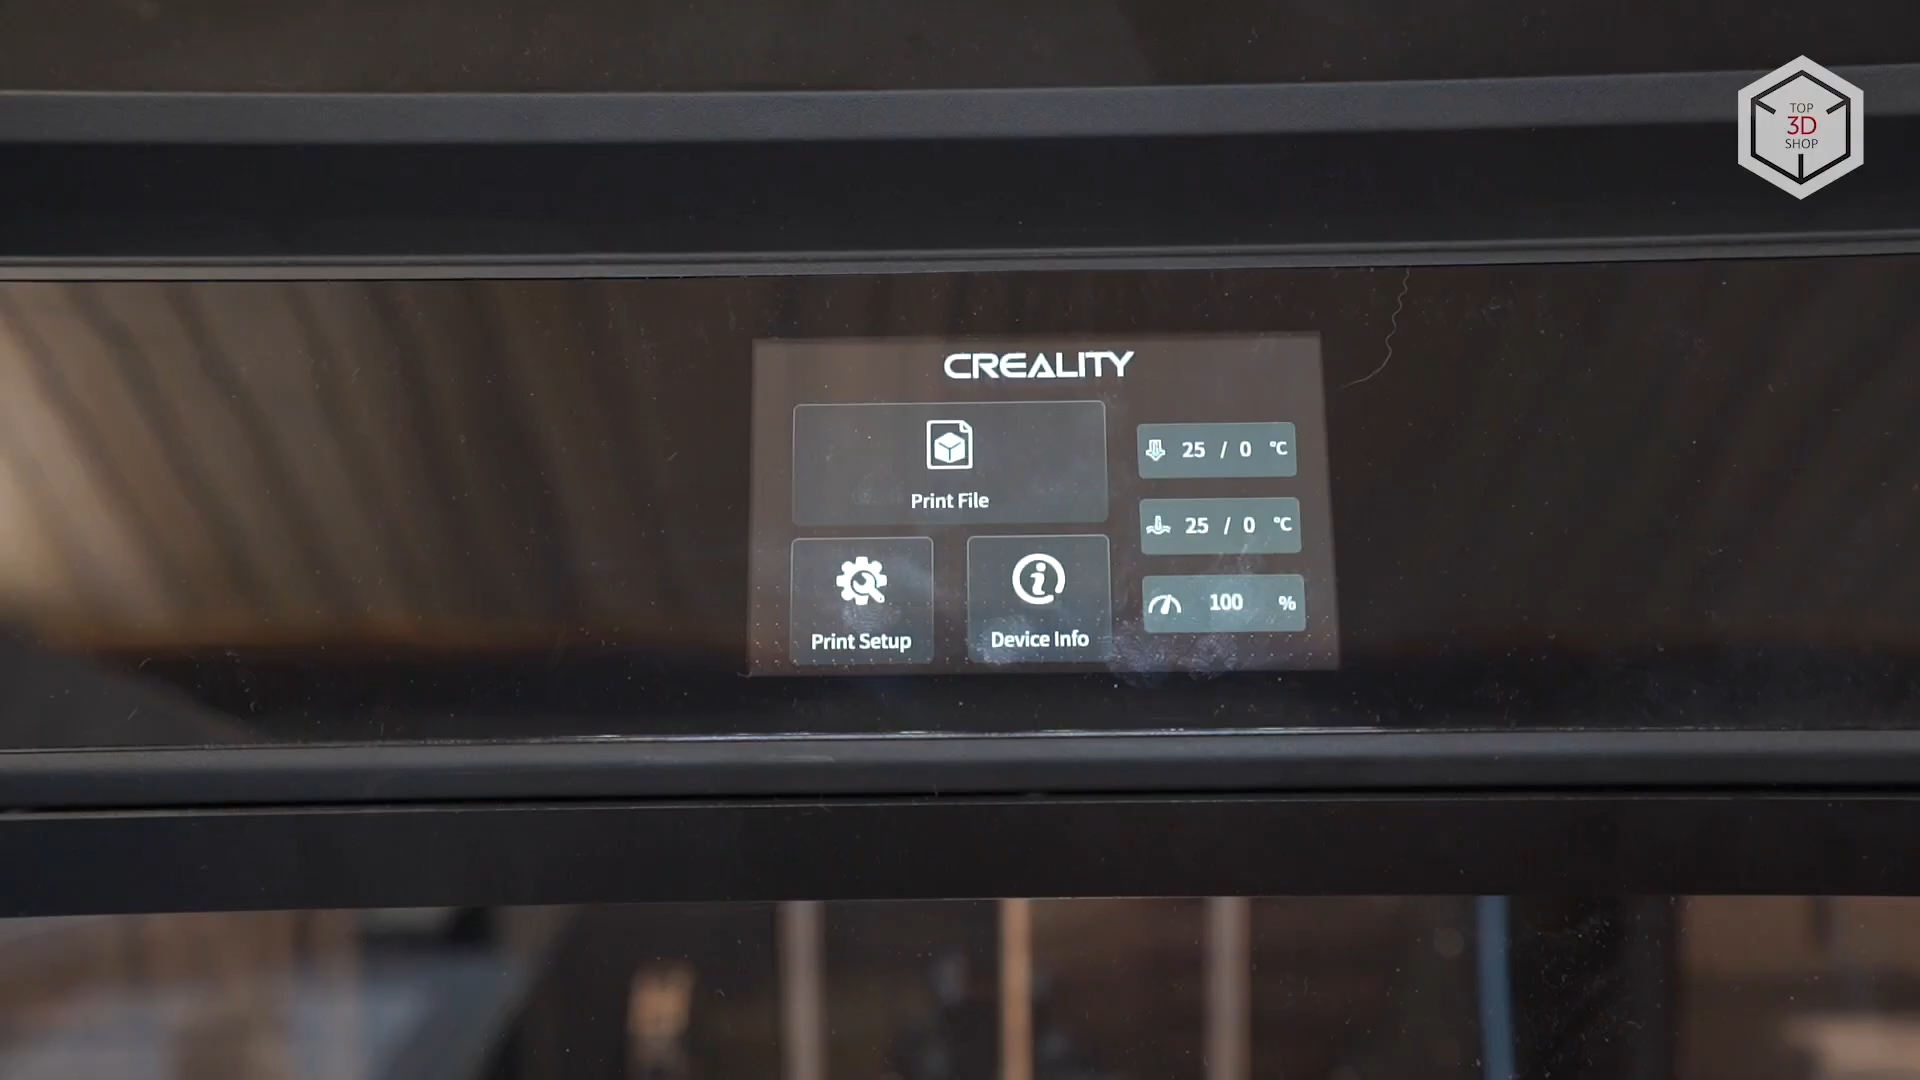 TOP
3D
SHOP
CREALITY
Print File
25 / 0 °C
25 / 0 °C
100 %
Print Setup
Device Info